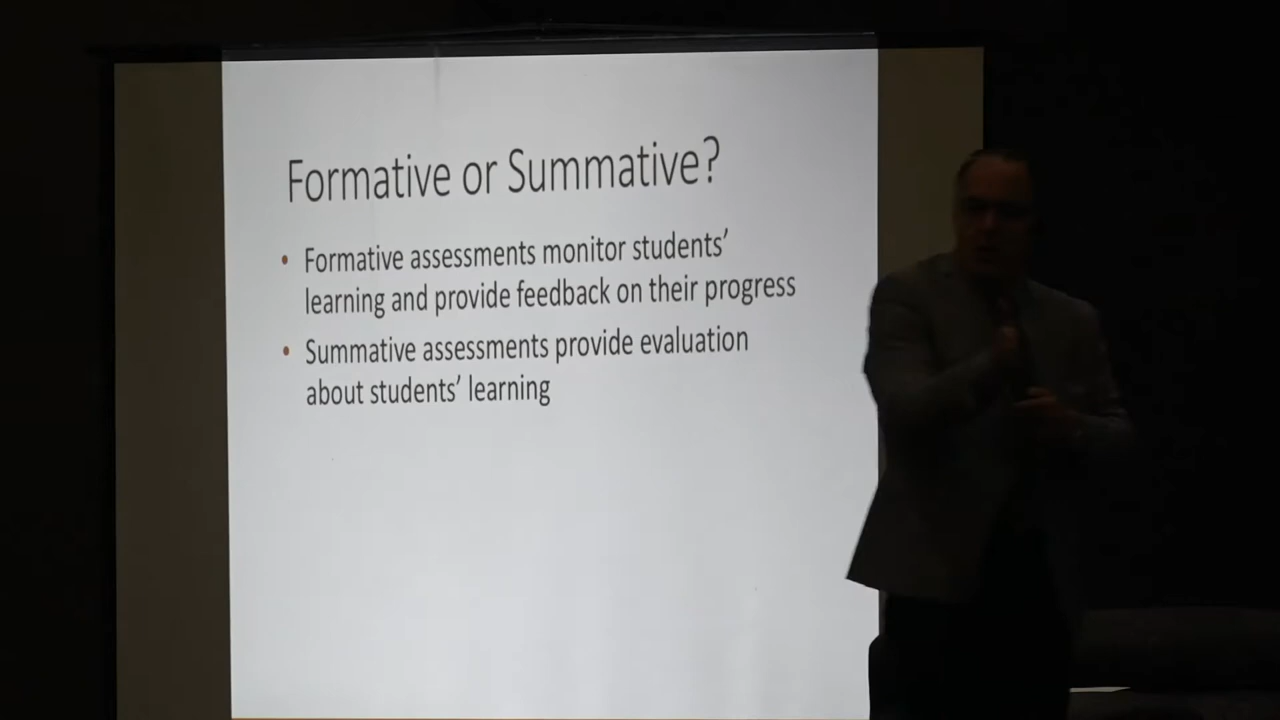 Formative or Summative?
• Formative assessments monitor students’
learning and provide feedback on their progress
• Summative assessments provide evaluation
about students’ learning